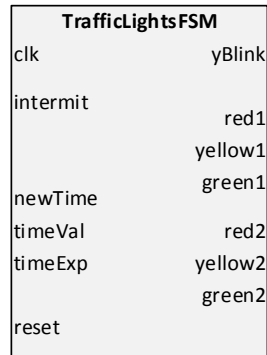 TrafficLightsFSM
clk yBlink
intermit
red1
yellow1
green1
newTime
timeVal red2
timeExp yellow2
green2
reset